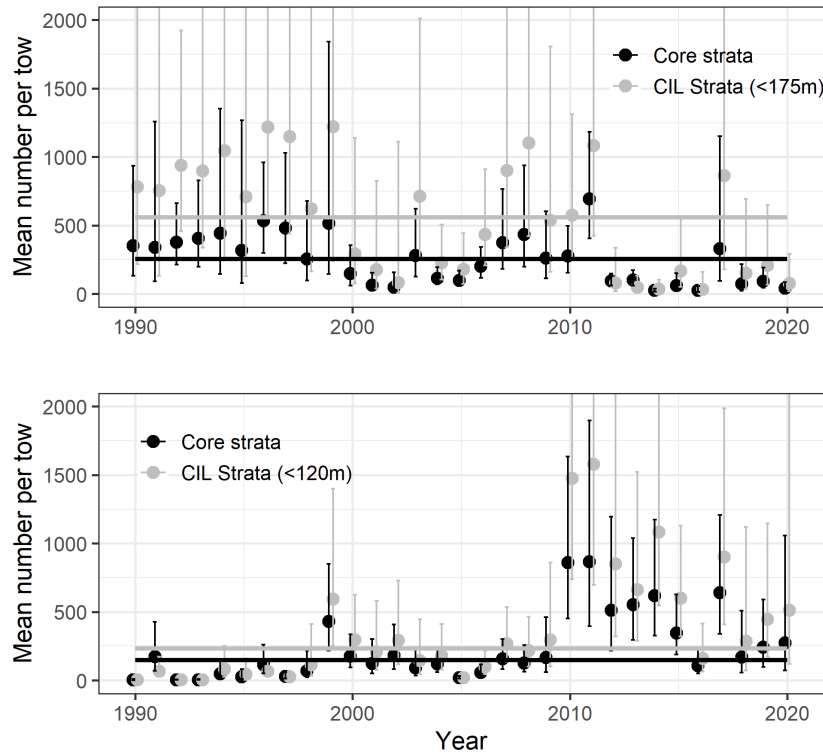 2000
1500
1000
500
0
Mean number per tow
Core strata
CIL Strata (<175m)
1990
2000
2010
2020
2000
1500
1000
500
0
Mean number per tow
Core strata
CIL Strata (<120m)
1990
2000
2010
2020
Year